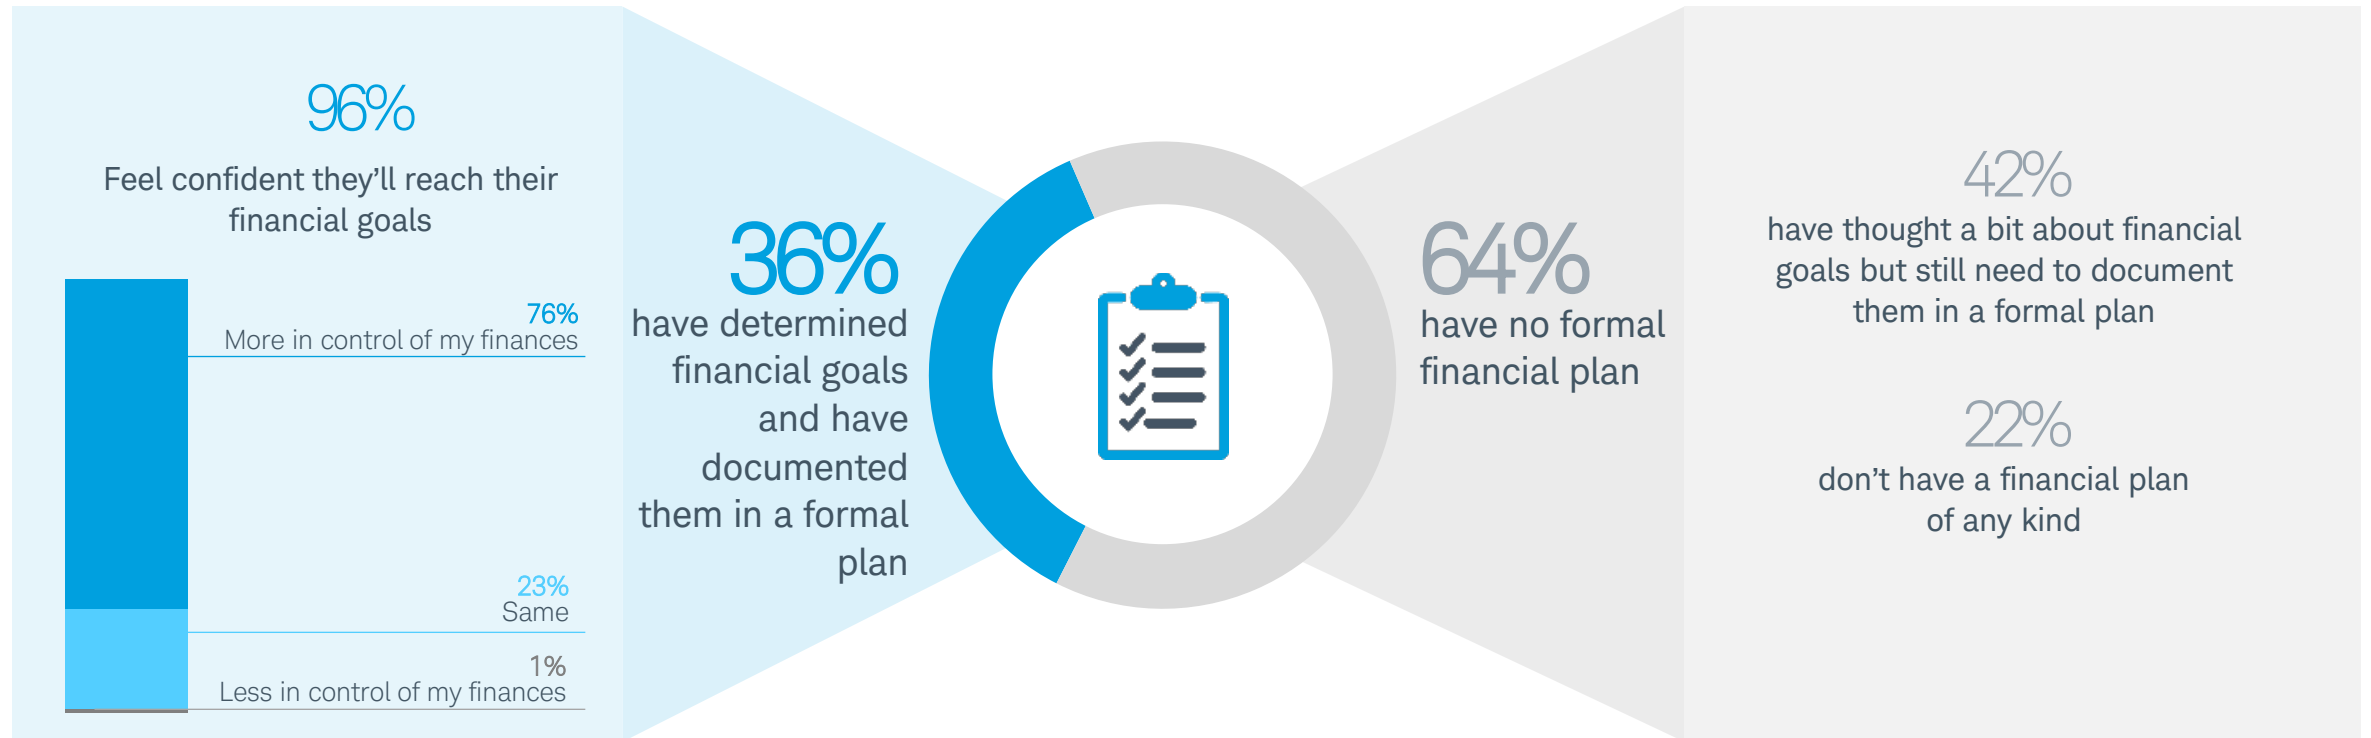 96%
Feel confident they'll reach their
financial goals
76%
More in control of my finances
23%
Same
1%
Less in control of my finances
36%
have determined
financial goals
and have
documented
them in a formal
plan
64%
have no formal
financial plan
42%
have thought a bit about financial
goals but still need to document
them in a formal plan
22%
don't have a financial plan
of any kind